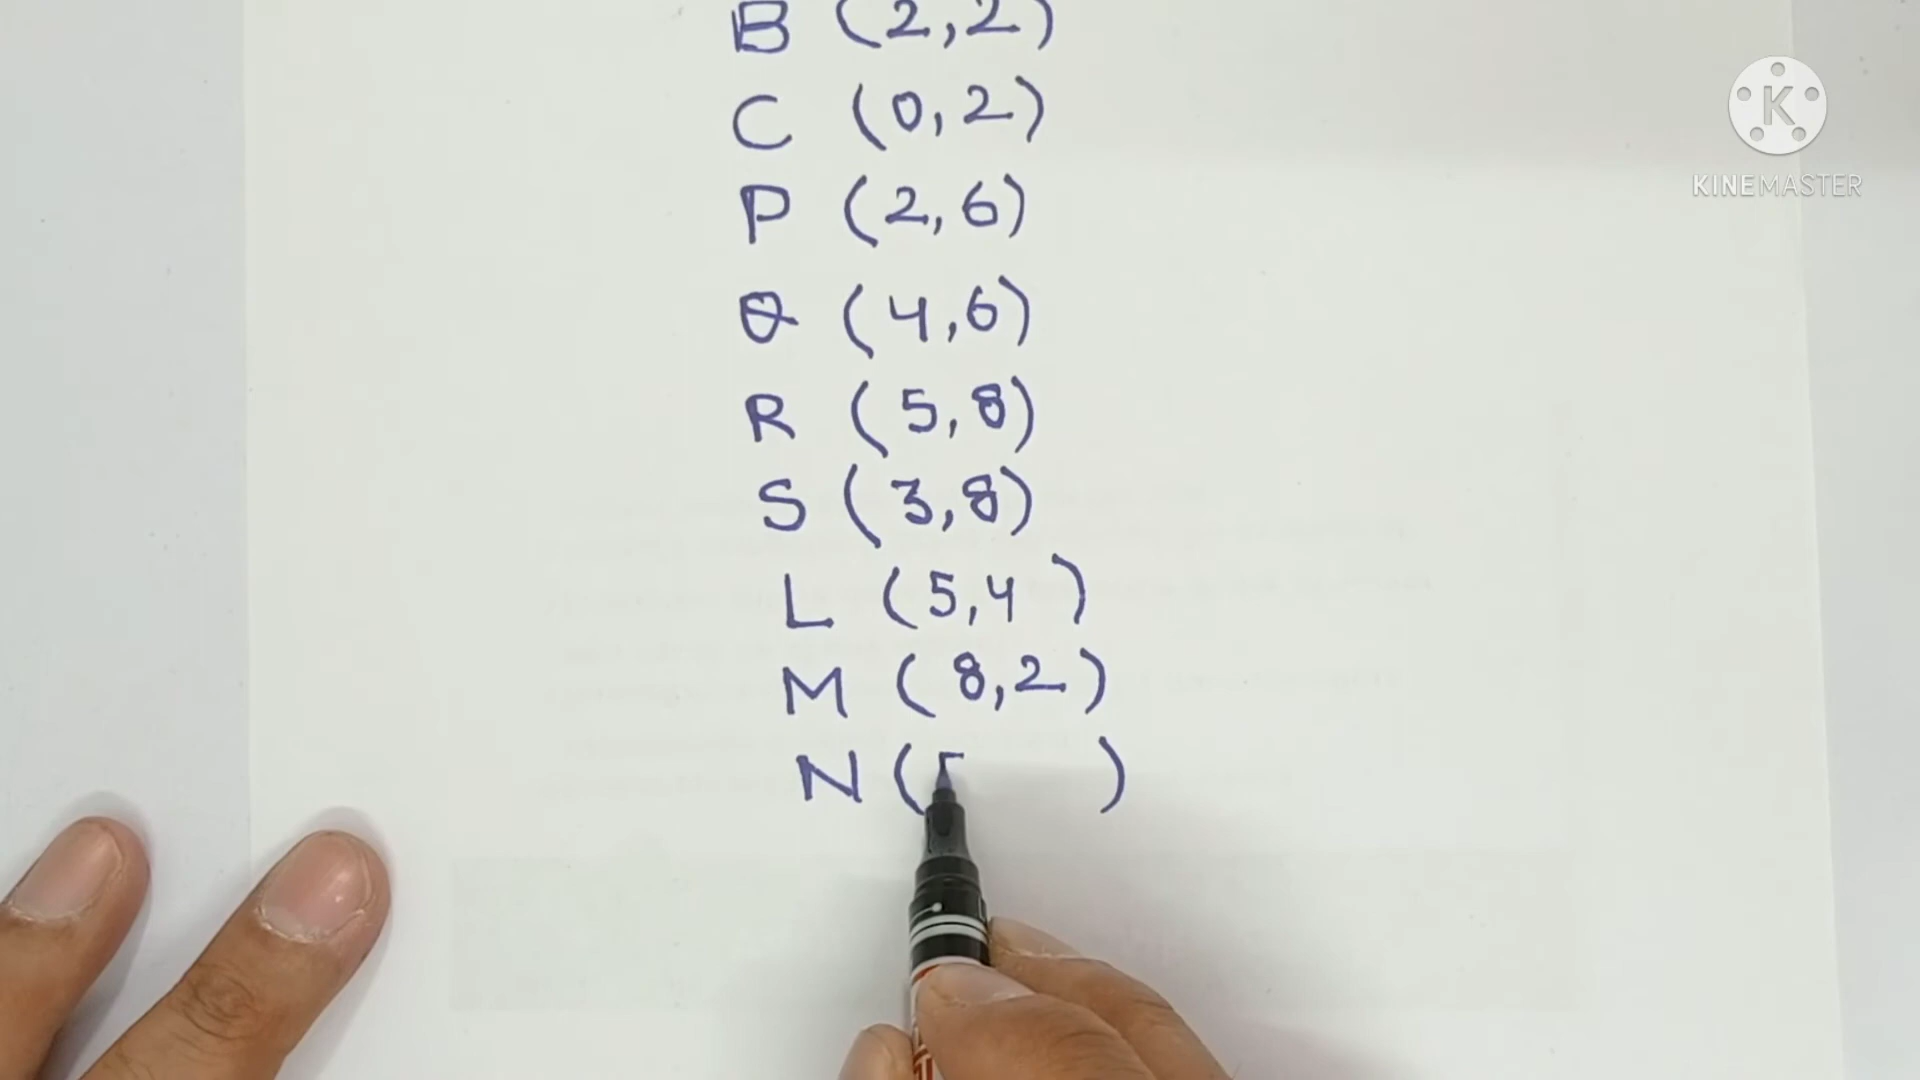 B (2,2)
C (0,2)
P (2,6)
Q (4,6)
R (5,8)
S (3,8)
L (5,4)
M (8,2)
N ( )
K
KINEMASTER